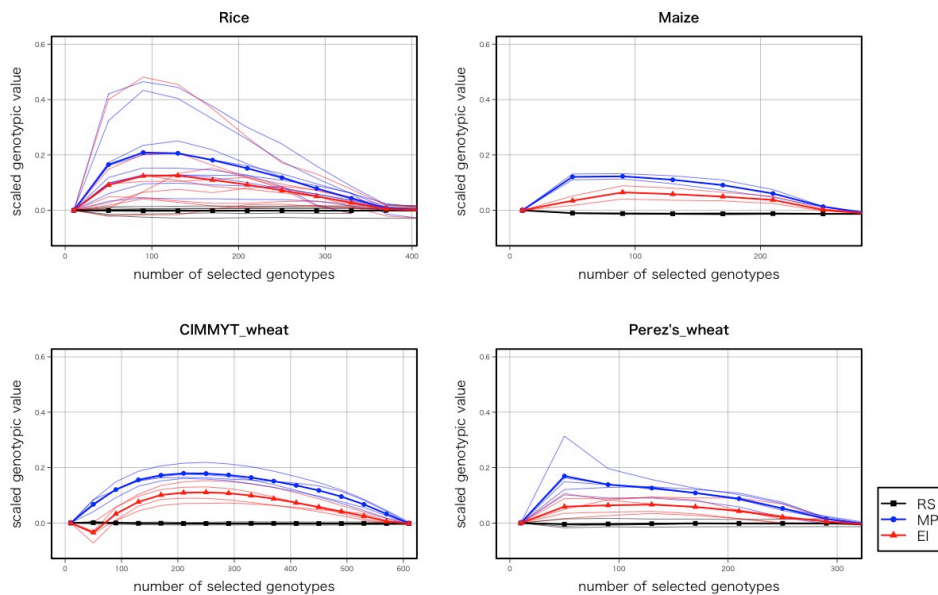 Rice
scaled genotypic value
0.6
0.4
0.2
0.0
0 100 200 300 400
number of selected genotypes
Maize
scaled genotypic value
0.6
0.4
0.2
0.0
0 100 200
number of selected genotypes
CIMMYT_wheat
scaled genotypic value
0.6
0.4
0.2
0.0
0 100 200 300 400 500 600
number of selected genotypes
Perez's_wheat
scaled genotypic value
0.6
0.4
0.2
0.0
0 100 200 300
number of selected genotypes
RS
MP
EI